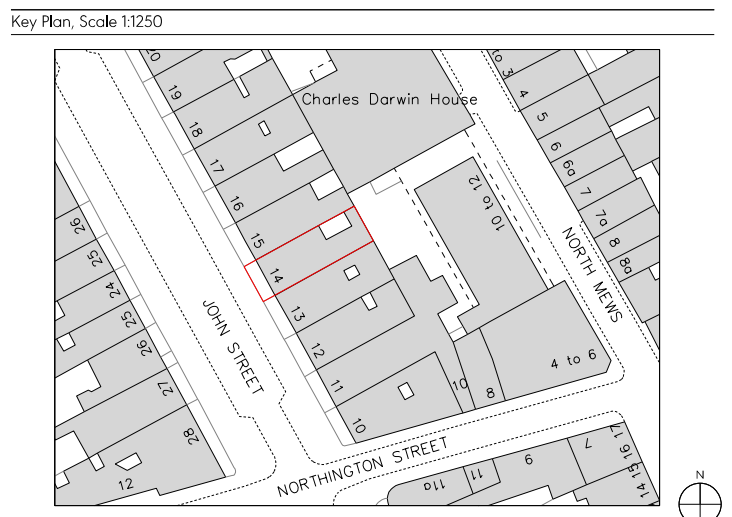 Key Plan, Scale 1:1250
20
19
18
17
16
15
14
13
12
11
10
Charles Darwin House
to 3
4
5
6
6a
7
7a
8
8a
10 to 12
NORTH MEWS
JOHN STREET
26
25
24
25
26
27
28
12
10
8
4 to 6
NORTHINGTON STREET
11a
11
9
7
17
16
15
14
N